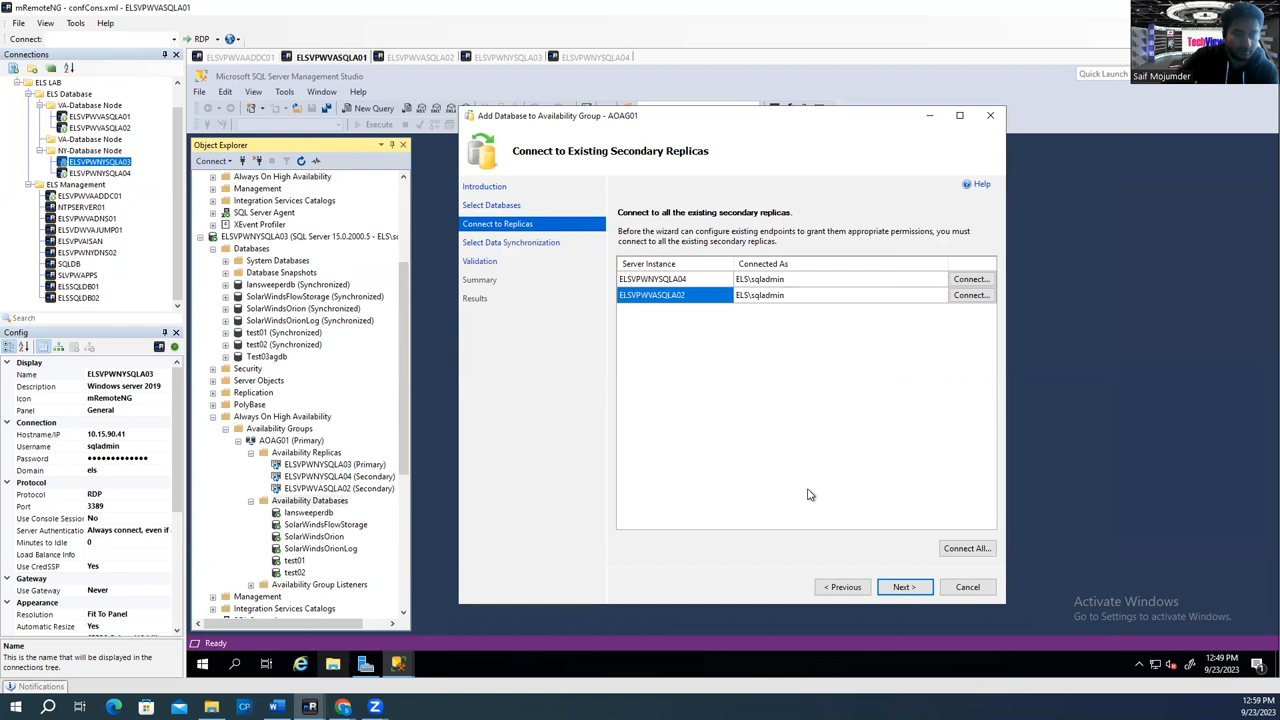 mRemoteNG - confCons.xml - ELSVPWVASQLA01
File View Tools Help
Connect: RDP
Connections
ELS LAB
ELS Database
VA-Database Node
ELSVPWVASQLA01
ELSVPWVASQLA02
VA-Database Node
NY-Database Node
ELSVPWNYSQLA03
ELSVPWNYSQLA04
ELS Management
ELSVPWVAADDC01
NTPSERVER01
ELSVPWVADNS01
ELSVDWVAJUMP01
ELSVPVAISAN
ELSVPWNYDNS02
SQLDB
SLVPWAPPS
ELSSQLDB01
ELSSQLDB02
Search
Config
Display
Name ELSVPWNYSQLA03
Description Windows server 2019
Icon mRemoteNG
Panel General
Connection
Hostname/IP 10.15.90.41
Username sqladmin
Password ●●●●●●●●●●●●●
Domain els
Protocol
Protocol RDP
Port 3389
Use Console Session No
Server Authentication Always connect, even if
Minutes to Idle 0
Load Balance Info
Use CredSSP Yes
Gateway
Use Gateway Never
Appearance
Resolution Fit To Panel
Automatic Resize Yes
Name
This is the name that will be displayed in the
connections tree.
Notifications
ELSVPWVAADDC01 ELSVPWVASQLA01 ELSVPWVASQLA02 ELSVPWNYSQLA03 ELSVPWNYSQLA04
Microsoft SQL Server Management Studio
Quick Launch
File Edit View Tools Window Help
New Query
Execute
Object Explorer
Connect
Always On High Availability
Management
Integration Services Catalogs
SQL Server Agent
XEvent Profiler
ELSVPWNYSQLA03 (SQL Server 15.0.2000.5 - ELS\sc
Databases
System Databases
Database Snapshots
lansweeperdb (Synchronized)
SolarWindsFlowStorage (Synchronized)
SolarWindsOrion (Synchronized)
SolarWindsOrionLog (Synchronized)
test01 (Synchronized)
test02 (Synchronized)
Test03agdb
Security
Server Objects
Replication
PolyBase
Always On High Availability
Availability Groups
AOAG01 (Primary)
Availability Replicas
ELSVPWNYSQLA03 (Primary)
ELSVPWNYSQLA04 (Secondary)
ELSVPWVASQLA02 (Secondary)
Availability Databases
lansweeperdb
SolarWindsFlowStorage
SolarWindsOrion
SolarWindsOrionLog
test01
test02
Availability Group Listeners
Management
Integration Services Catalogs
Ready
Add Database to Availability Group - AOAG01
Connect to Existing Secondary Replicas
Introduction
Select Databases
Connect to Replicas
Select Data Synchronization
Validation
Summary
Results
Help
Connect to all the existing secondary replicas.
Before the wizard can configure existing endpoints to grant them appropriate permissions, you must
connect to all the existing secondary replicas.
Server Instance Connected As
ELSVPWNYSQLA04 ELS\sqladmin Connect...
ELSVPWVASQLA02 ELS\sqladmin Connect...
Connect All...
< Previous Next > Cancel
Activate Windows
Go to Settings to activate Windows.
12:49 PM
9/23/2023
12:59 PM
9/23/2023
Saif Mojumder